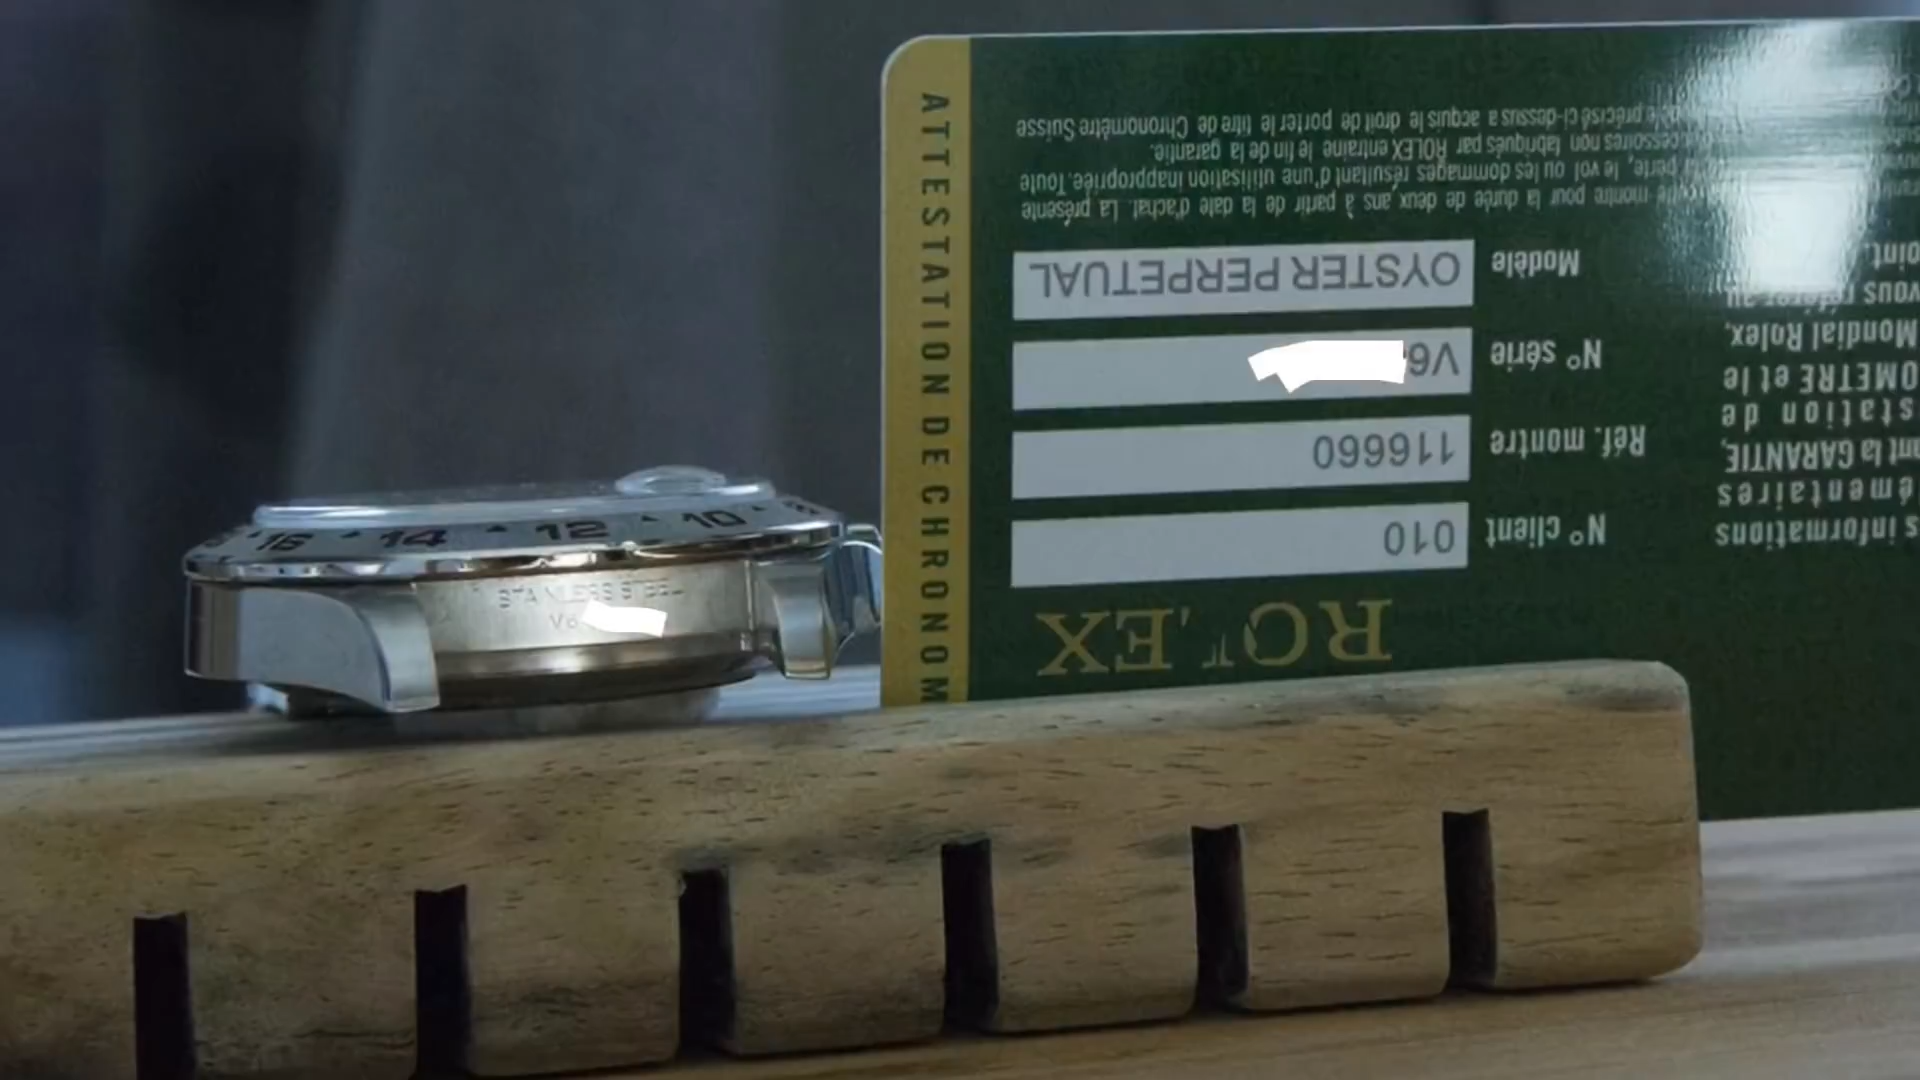 16 14 12 10 8
STAINLESS STEEL
V6
ATTESTATION DE CHRONOM
ROLEX
N° client 010
Réf. montre 116660
N° série V6
Modèle OYSTER PERPETUAL
montre pour la durée de deux ans à partir de la date d'achat. La présente
perte, le vol ou les dommages résultant d'une utilisation inappropriée. Toute
ccessoires non fabriqués par ROLEX entraine le fin de la garantie.
précisé ci-dessus a acquis le droit de porter le titre de Chronomètre Suisse
s informations
émentaires
nt la GARANTIE,
station de
OMETRE et le
Mondial Rolex,
vous référer au
point.